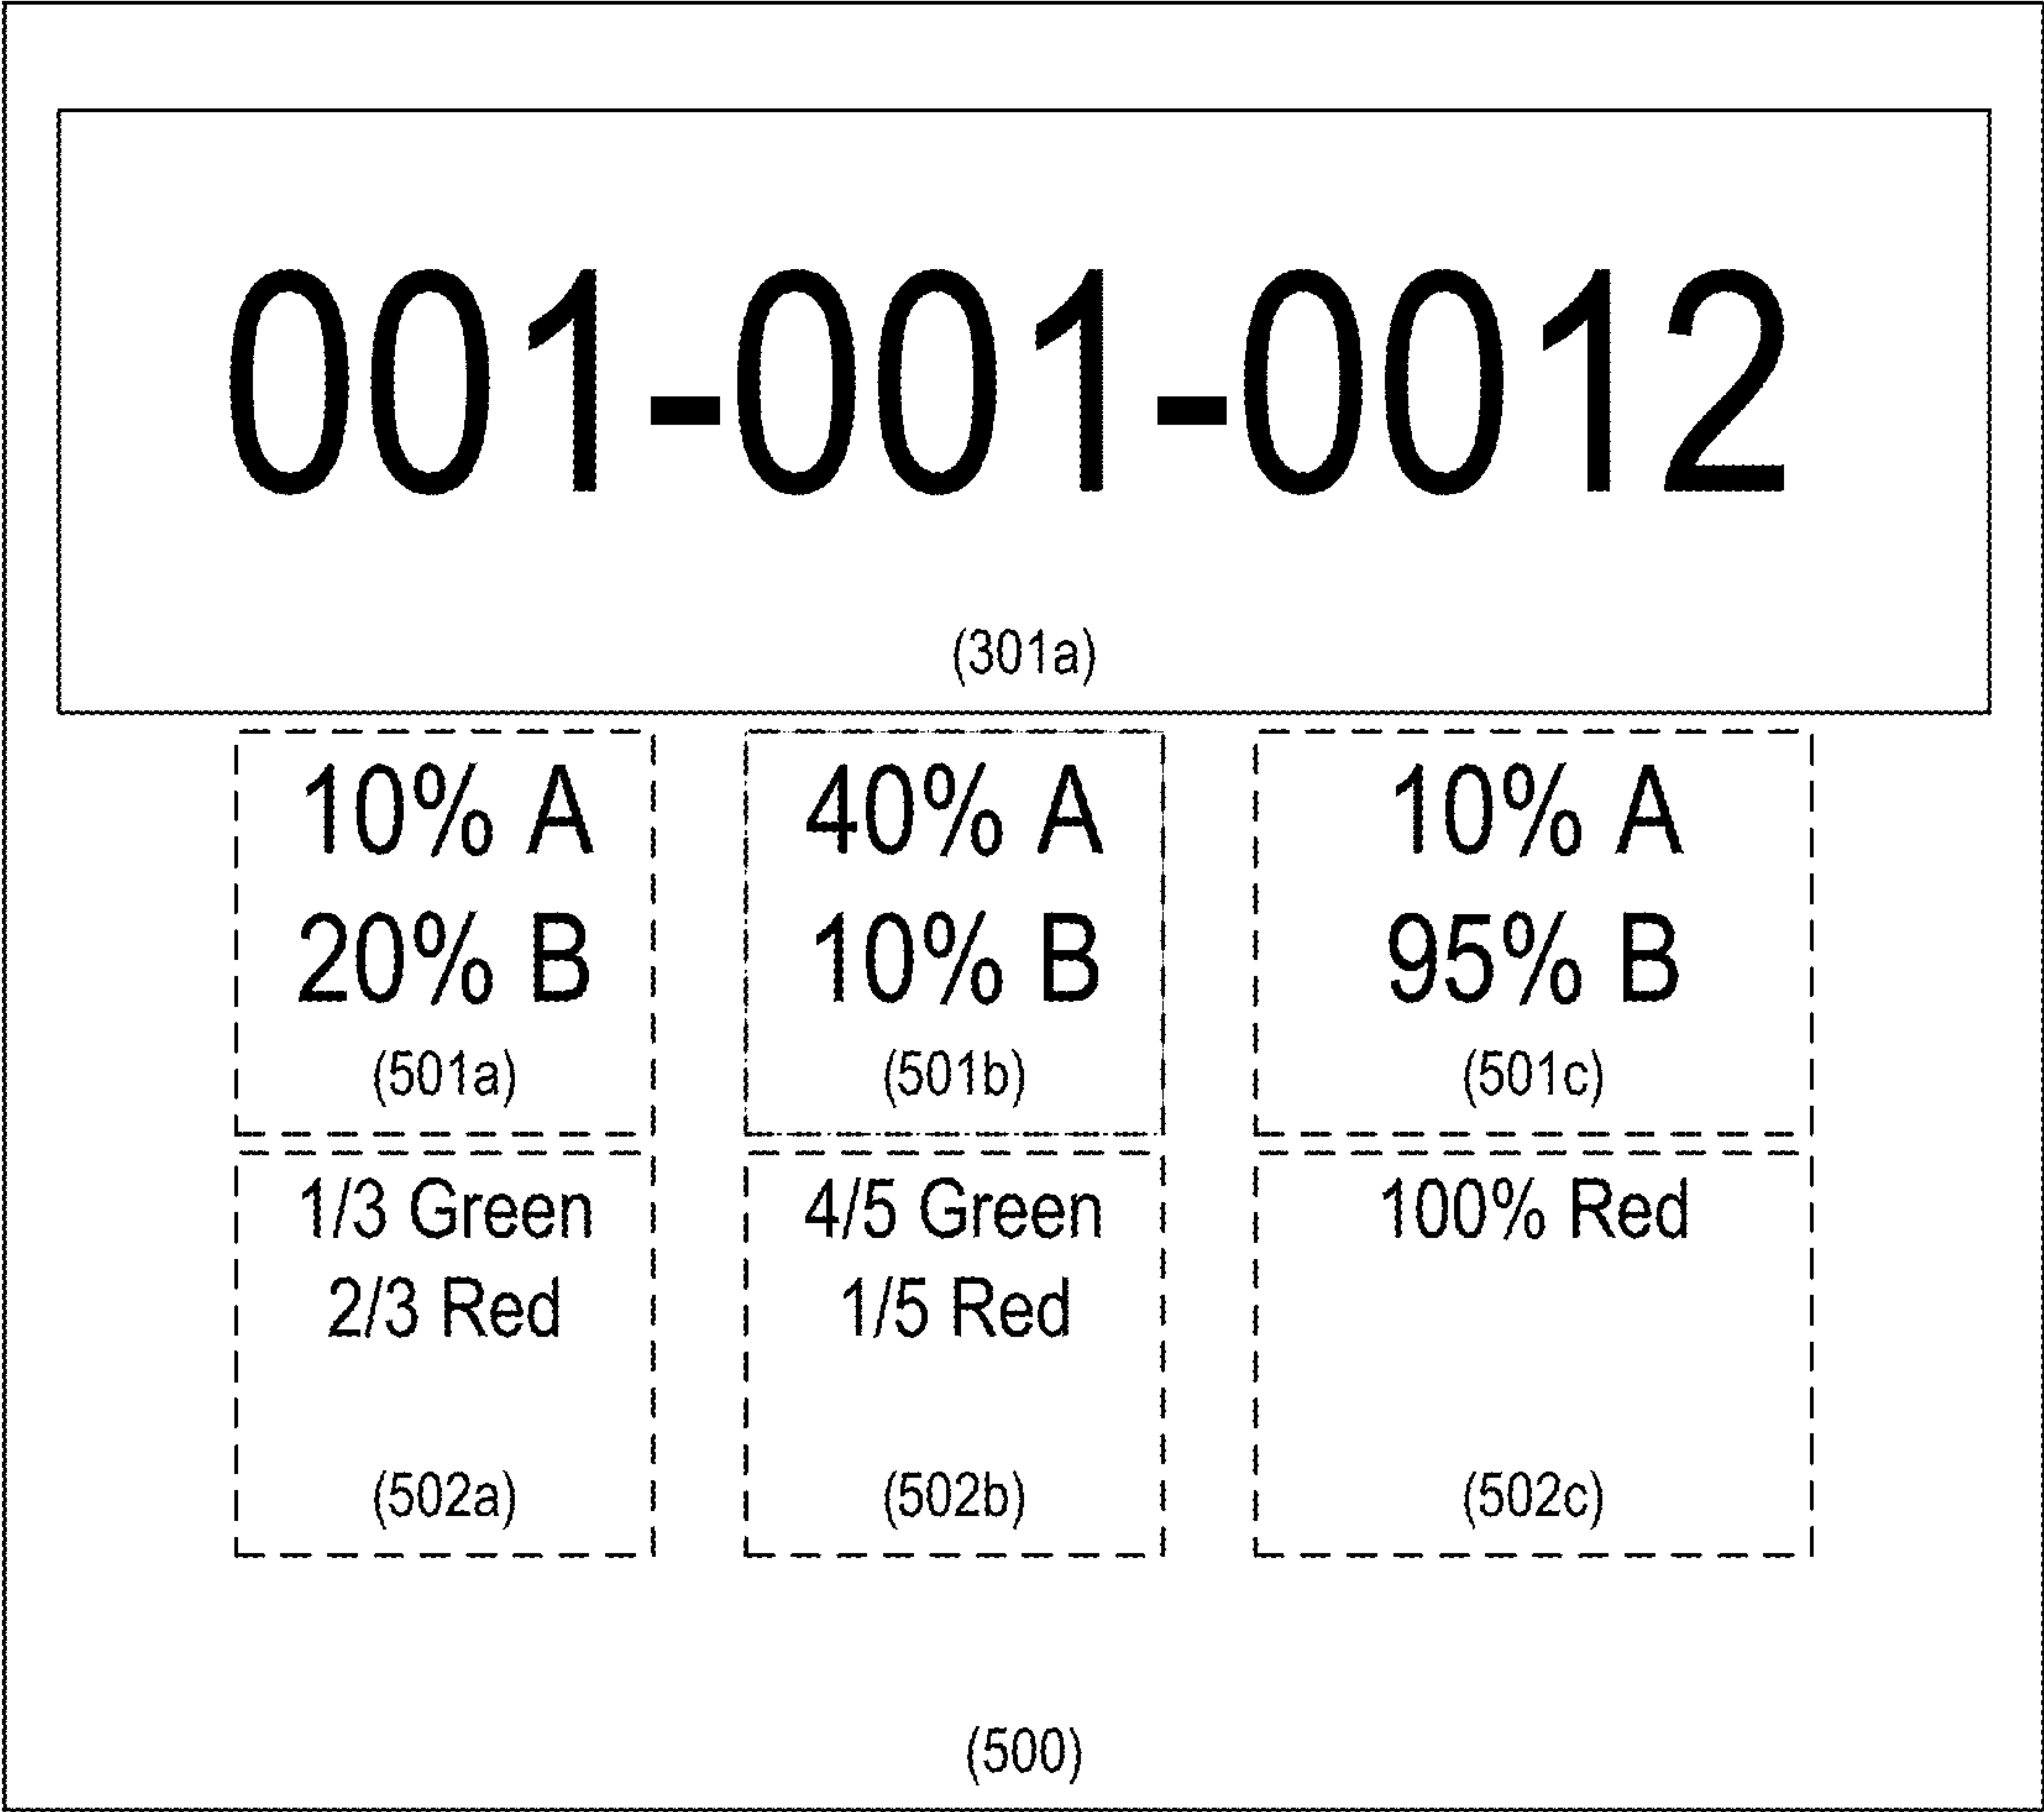 001-001-0012
(301a)
10% A
20% B
(501a)
40% A
10% B
(501b)
10% A
95% B
(501c)
1/3 Green
2/3 Red
(502a)
4/5 Green
1/5 Red
(502b)
100% Red
(502c)
(500)